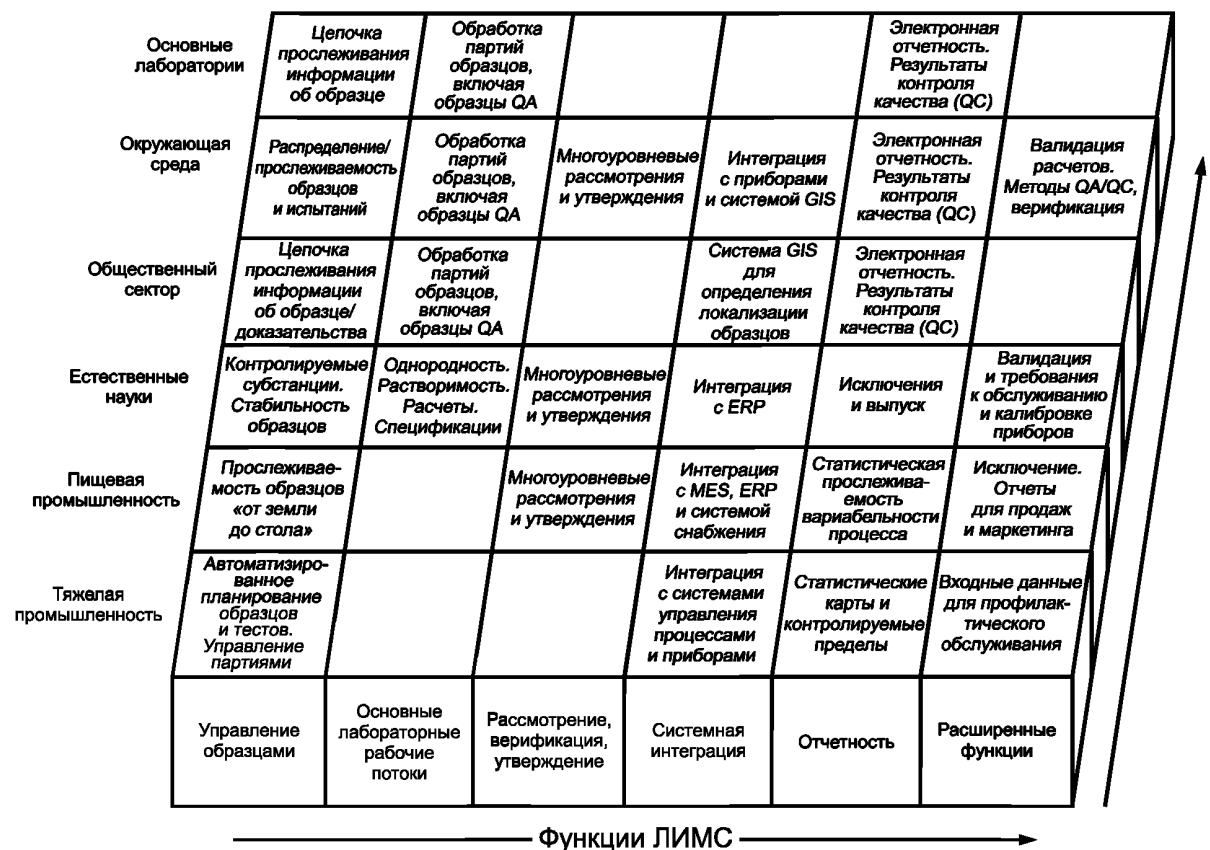 Основные
лаборатории
Цепочка
прослеживания
информации
об образце
Обработка
партий
образцов,
включая
образцы QA
Электронная
отчетность.
Результаты
контроля
качества (QC)
Окружающая
среда
Распределение/
прослеживаемость
образцов
и испытаний
Обработка
партий
образцов,
включая
образцы QA
Многоуровневые
рассмотрения
и утверждения
Интеграция
с приборами
и системой GIS
Электронная
отчетность.
Результаты
контроля
качества (QC)
Валидация
расчетов.
Методы QA/QC,
верификация
Общественный
сектор
Цепочка
прослеживания
информации
об образце/
доказательства
Обработка
партий
образцов,
включая
образцы QA
Система GIS
для
определения
локализации
образцов
Электронная
отчетность.
Результаты
контроля
качества (QC)
Естественные
науки
Контролируемые
субстанции.
Стабильность
образцов
Однородность.
Растворимость.
Расчеты.
Спецификации
Многоуровневые
рассмотрения
и утверждения
Интеграция
с ERP
Исключения
и выпуск
Валидация
и требования
к обслуживанию
и калибровке
приборов
Пищевая
промышленность
Прослеживае-
мость образцов
«от земли
до стола»
Многоуровневые
рассмотрения
и утверждения
Интеграция
с MES, ERP
и системой
снабжения
Статистическая
прослежива-
емость
вариабельности
процесса
Исключение.
Отчеты
для продаж
и маркетинга
Тяжелая
промышленность
Автоматизиро-
ванное
планирование
образцов
и тестов.
Управление
партиями
Интеграция
с системами
управления
процессами
и приборами
Статистические
карты и
контролируемые
пределы
Входные данные
для профилак-
тического
обслуживания
Управление
образцами
Основные
лабораторные
рабочие
потоки
Рассмотрение,
верификация,
утверждение
Системная
интеграция
Отчетность
Расширенные
функции
Функции ЛИМС